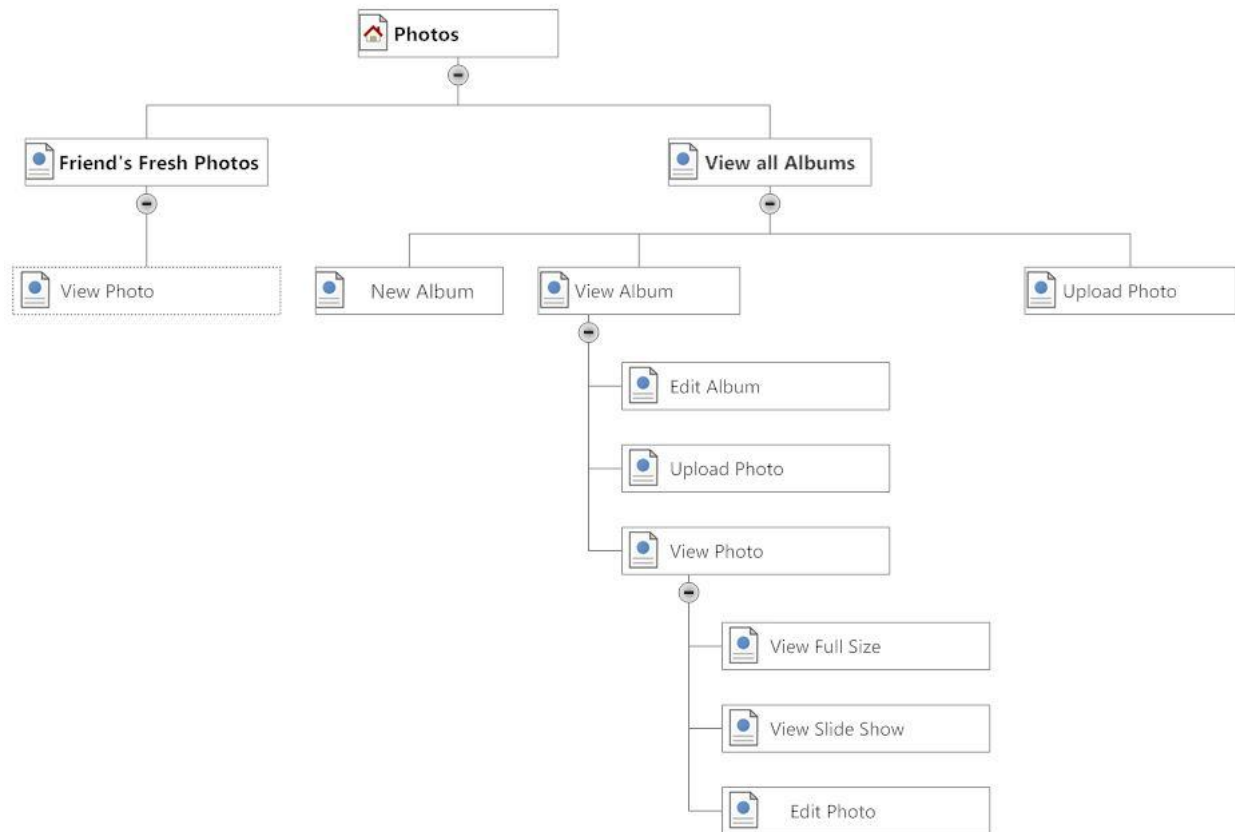 Photos
Friend's Fresh Photos
View all Albums
View Photo
New Album
View Album
Upload Photo
Edit Album
Upload Photo
View Photo
View Full Size
View Slide Show
Edit Photo